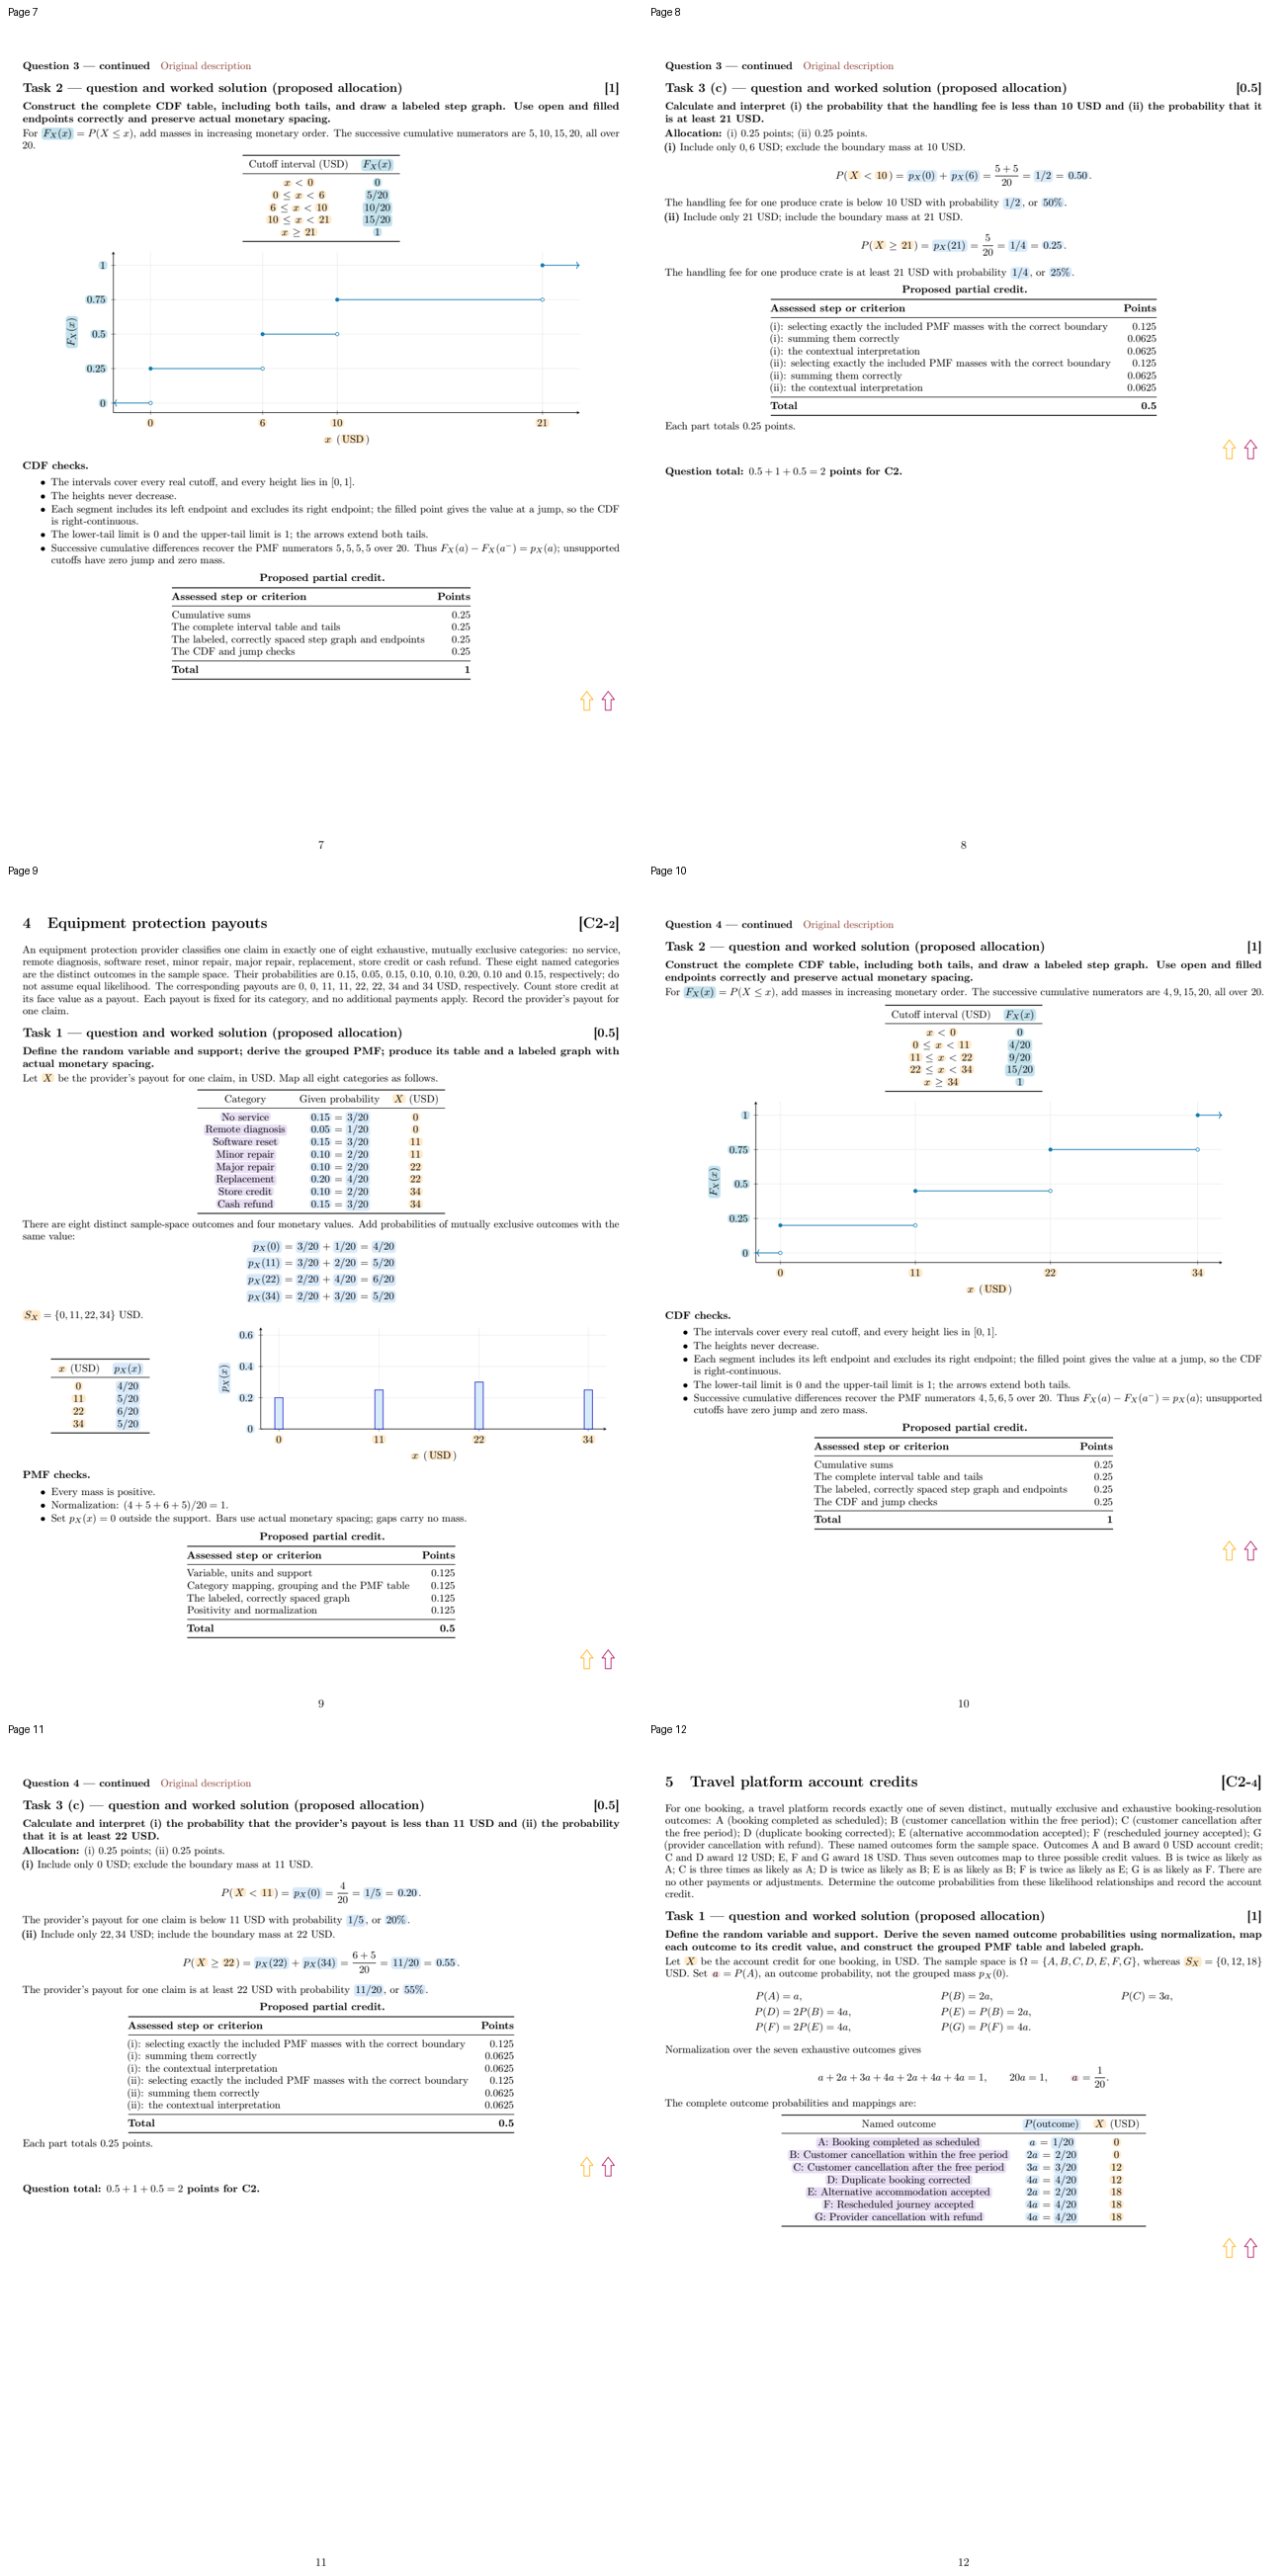 Page 7
Question 3 — continued Original description
Task 2 — question and worked solution (proposed allocation) [1]
Construct the complete CDF table, including both tails, and draw a labeled step graph. Use open and filled
endpoints correctly and preserve actual monetary spacing.
For F_X(x) = P(X ≤ x), add masses in increasing monetary order. The successive cumulative numerators are 5, 10, 15, 20, all over
20.
Cutoff interval (USD) F_X(x)
x < 0 0
0 ≤ x < 6 5/20
6 ≤ x < 10 10/20
10 ≤ x < 21 15/20
x ≥ 21 1
1
0.75
0.5
0.25
0
F_X(x)
0 6 10 21
x (USD)
CDF checks.
• The intervals cover every real cutoff, and every height lies in [0, 1].
• The heights never decrease.
• Each segment includes its left endpoint and excludes its right endpoint; the filled point gives the value at a jump, so the CDF
is right-continuous.
• The lower-tail limit is 0 and the upper-tail limit is 1; the arrows extend both tails.
• Successive cumulative differences recover the PMF numerators 5, 5, 5, 5 over 20. Thus F_X(a) − F_X(a⁻) = p_X(a); unsupported
cutoffs have zero jump and zero mass.
Proposed partial credit.
Assessed step or criterion Points
Cumulative sums 0.25
The complete interval table and tails 0.25
The labeled, correctly spaced step graph and endpoints 0.25
The CDF and jump checks 0.25
Total 1
7
Page 8
Question 3 — continued Original description
Task 3 (c) — question and worked solution (proposed allocation) [0.5]
Calculate and interpret (i) the probability that the handling fee is less than 10 USD and (ii) the probability that it
is at least 21 USD.
Allocation: (i) 0.25 points; (ii) 0.25 points.
(i) Include only 0, 6 USD; exclude the boundary mass at 10 USD.
P(X < 10) = p_X(0) + p_X(6) = (5 + 5)/20 = 1/2 = 0.50.
The handling fee for one produce crate is below 10 USD with probability 1/2, or 50%.
(ii) Include only 21 USD; include the boundary mass at 21 USD.
P(X ≥ 21) = p_X(21) = 5/20 = 1/4 = 0.25.
The handling fee for one produce crate is at least 21 USD with probability 1/4, or 25%.
Proposed partial credit.
Assessed step or criterion Points
(i): selecting exactly the included PMF masses with the correct boundary 0.125
(i): summing them correctly 0.0625
(i): the contextual interpretation 0.0625
(ii): selecting exactly the included PMF masses with the correct boundary 0.125
(ii): summing them correctly 0.0625
(ii): the contextual interpretation 0.0625
Total 0.5
Each part totals 0.25 points.
Question total: 0.5 + 1 + 0.5 = 2 points for C2.
8
Page 9
4 Equipment protection payouts [C2-2]
An equipment protection provider classifies one claim in exactly one of eight exhaustive, mutually exclusive categories: no service,
remote diagnosis, software reset, minor repair, major repair, replacement, store credit or cash refund. These eight named categories
are the distinct outcomes in the sample space. Their probabilities are 0.15, 0.05, 0.15, 0.10, 0.10, 0.20, 0.10 and 0.15, respectively; do
not assume equal likelihood. The corresponding payouts are 0, 0, 11, 11, 22, 22, 34 and 34 USD, respectively. Count store credit at
its face value as a payout. Each payout is fixed for its category, and no additional payments apply. Record the provider's payout for
one claim.
Task 1 — question and worked solution (proposed allocation) [0.5]
Define the random variable and support; derive the grouped PMF; produce its table and a labeled graph with
actual monetary spacing.
Let X be the provider's payout for one claim, in USD. Map all eight categories as follows.
Category Given probability X (USD)
No service 0.15 = 3/20 0
Remote diagnosis 0.05 = 1/20 0
Software reset 0.15 = 3/20 11
Minor repair 0.10 = 2/20 11
Major repair 0.10 = 2/20 22
Replacement 0.20 = 4/20 22
Store credit 0.10 = 2/20 34
Cash refund 0.15 = 3/20 34
There are eight distinct sample-space outcomes and four monetary values. Add probabilities of mutually exclusive outcomes with the
same value:
p_X(0) = 3/20 + 1/20 = 4/20
p_X(11) = 3/20 + 2/20 = 5/20
p_X(22) = 2/20 + 4/20 = 6/20
p_X(34) = 2/20 + 3/20 = 5/20
S_X = {0, 11, 22, 34} USD.
x (USD) p_X(x)
0 4/20
11 5/20
22 6/20
34 5/20
0.6
0.4
0.2
0
p_X(x)
0 11 22 34
x (USD)
PMF checks.
• Every mass is positive.
• Normalization: (4 + 5 + 6 + 5)/20 = 1.
• Set p_X(x) = 0 outside the support. Bars use actual monetary spacing; gaps carry no mass.
Proposed partial credit.
Assessed step or criterion Points
Variable, units and support 0.125
Category mapping, grouping and the PMF table 0.125
The labeled, correctly spaced graph 0.125
Positivity and normalization 0.125
Total 0.5
9
Page 10
Question 4 — continued Original description
Task 2 — question and worked solution (proposed allocation) [1]
Construct the complete CDF table, including both tails, and draw a labeled step graph. Use open and filled
endpoints correctly and preserve actual monetary spacing.
For F_X(x) = P(X ≤ x), add masses in increasing monetary order. The successive cumulative numerators are 4, 9, 15, 20, all over 20.
Cutoff interval (USD) F_X(x)
x < 0 0
0 ≤ x < 11 4/20
11 ≤ x < 22 9/20
22 ≤ x < 34 15/20
x ≥ 34 1
1
0.75
0.5
0.25
0
F_X(x)
0 11 22 34
x (USD)
CDF checks.
• The intervals cover every real cutoff, and every height lies in [0, 1].
• The heights never decrease.
• Each segment includes its left endpoint and excludes its right endpoint; the filled point gives the value at a jump, so the CDF
is right-continuous.
• The lower-tail limit is 0 and the upper-tail limit is 1; the arrows extend both tails.
• Successive cumulative differences recover the PMF numerators 4, 5, 6, 5 over 20. Thus F_X(a) − F_X(a⁻) = p_X(a); unsupported
cutoffs have zero jump and zero mass.
Proposed partial credit.
Assessed step or criterion Points
Cumulative sums 0.25
The complete interval table and tails 0.25
The labeled, correctly spaced step graph and endpoints 0.25
The CDF and jump checks 0.25
Total 1
10
Page 11
Question 4 — continued Original description
Task 3 (c) — question and worked solution (proposed allocation) [0.5]
Calculate and interpret (i) the probability that the provider's payout is less than 11 USD and (ii) the probability
that it is at least 22 USD.
Allocation: (i) 0.25 points; (ii) 0.25 points.
(i) Include only 0 USD; exclude the boundary mass at 11 USD.
P(X < 11) = p_X(0) = 4/20 = 1/5 = 0.20.
The provider's payout for one claim is below 11 USD with probability 1/5, or 20%.
(ii) Include only 22, 34 USD; include the boundary mass at 22 USD.
P(X ≥ 22) = p_X(22) + p_X(34) = (6 + 5)/20 = 11/20 = 0.55.
The provider's payout for one claim is at least 22 USD with probability 11/20, or 55%.
Proposed partial credit.
Assessed step or criterion Points
(i): selecting exactly the included PMF masses with the correct boundary 0.125
(i): summing them correctly 0.0625
(i): the contextual interpretation 0.0625
(ii): selecting exactly the included PMF masses with the correct boundary 0.125
(ii): summing them correctly 0.0625
(ii): the contextual interpretation 0.0625
Total 0.5
Each part totals 0.25 points.
Question total: 0.5 + 1 + 0.5 = 2 points for C2.
11
Page 12
5 Travel platform account credits [C2-4]
For one booking, a travel platform records exactly one of seven distinct, mutually exclusive and exhaustive booking-resolution
outcomes: A (booking completed as scheduled); B (customer cancellation within the free period); C (customer cancellation after
the free period); D (duplicate booking corrected); E (alternative accommodation accepted); F (rescheduled journey accepted); G
(provider cancellation with refund). These named outcomes form the sample space. Outcomes A and B award 0 USD account credit;
C and D award 12 USD; E, F and G award 18 USD. Thus seven outcomes map to three possible credit values. B is twice as likely as
A; C is three times as likely as A; D is twice as likely as B; E is as likely as B; F is twice as likely as E; G is as likely as F. There are
no other payments or adjustments. Determine the outcome probabilities from these likelihood relationships and record the account
credit.
Task 1 — question and worked solution (proposed allocation) [1]
Define the random variable and support. Derive the seven named outcome probabilities using normalization, map
each outcome to its credit value, and construct the grouped PMF table and labeled graph.
Let X be the account credit for one booking, in USD. The sample space is Ω = {A, B, C, D, E, F, G}, whereas S_X = {0, 12, 18}
USD. Set a = P(A), an outcome probability, not the grouped mass p_X(0).
P(A) = a, P(B) = 2a, P(C) = 3a,
P(D) = 2P(B) = 4a, P(E) = P(B) = 2a,
P(F) = 2P(E) = 4a, P(G) = P(F) = 4a.
Normalization over the seven exhaustive outcomes gives
a + 2a + 3a + 4a + 2a + 4a + 4a = 1, 20a = 1, a = 1/20.
The complete outcome probabilities and mappings are:
Named outcome P(outcome) X (USD)
A: Booking completed as scheduled a = 1/20 0
B: Customer cancellation within the free period 2a = 2/20 0
C: Customer cancellation after the free period 3a = 3/20 12
D: Duplicate booking corrected 4a = 4/20 12
E: Alternative accommodation accepted 2a = 2/20 18
F: Rescheduled journey accepted 4a = 4/20 18
G: Provider cancellation with refund 4a = 4/20 18
12